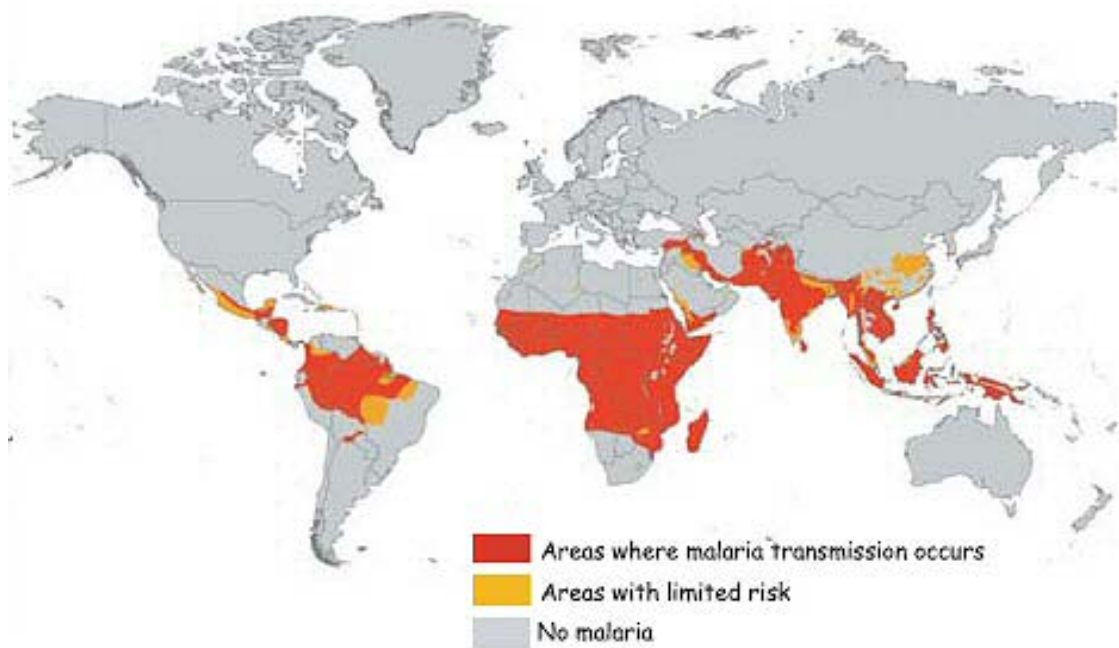 Areas where malaria transmission occurs
Areas with limited risk
No malaria